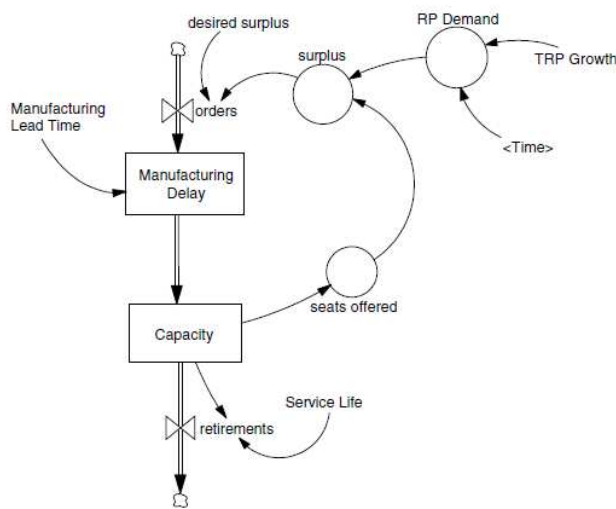 desired surplus
RP Demand
surplus
TRP Growth
Manufacturing
Lead Time
orders
<Time>
Manufacturing
Delay
seats offered
Capacity
Service Life
retirements